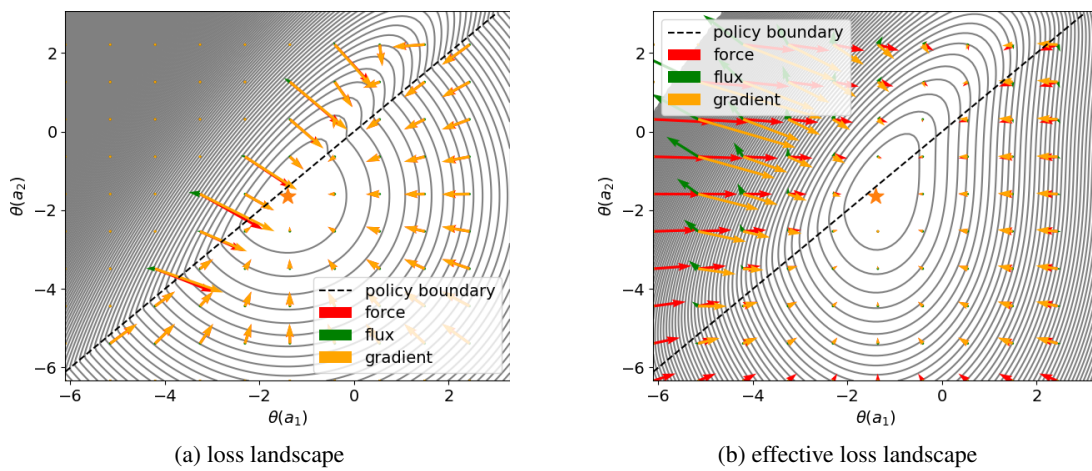 2
0
−2
−4
−6
θ(a₂)
policy boundary
force
flux
gradient
−6 −4 −2 0 2
θ(a₁)
(a) loss landscape
policy boundary
force
flux
gradient
2
0
−2
−4
−6
θ(a₂)
−6 −4 −2 0 2
θ(a₁)
(b) effective loss landscape